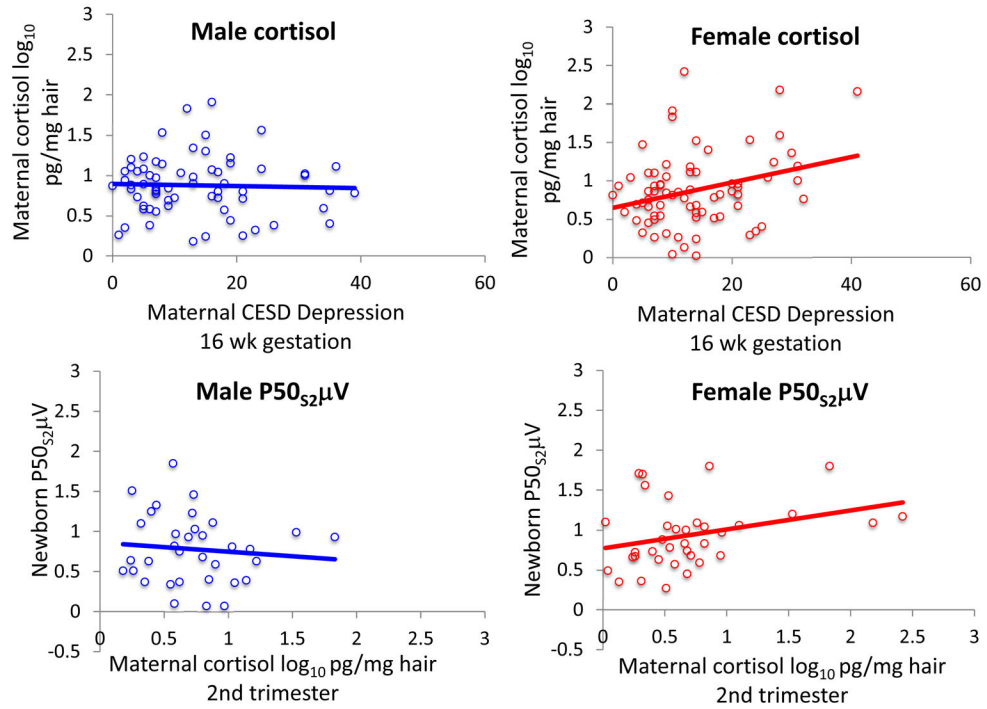 Male cortisol
Maternal cortisol log10
pg/mg hair
3
2.5
2
1.5
1
0.5
0
0
20
40
60
Maternal CESD Depression
16 wk gestation
Female cortisol
Maternal cortisol log10
pg/mg hair
3
2.5
2
1.5
1
0.5
0
0
20
40
60
Maternal CESD Depression
16 wk gestation
Male P50S2µV
Newborn P50S2µV
3
2.5
2
1.5
1
0.5
0
-0.5
0
0.5
1
1.5
2
2.5
3
Maternal cortisol log10 pg/mg hair
2nd trimester
Female P50S2µV
Newborn P50S2µV
3
2.5
2
1.5
1
0.5
0
0
0.5
1
1.5
2
2.5
3
Maternal cortisol log10 pg/mg hair
2nd trimester